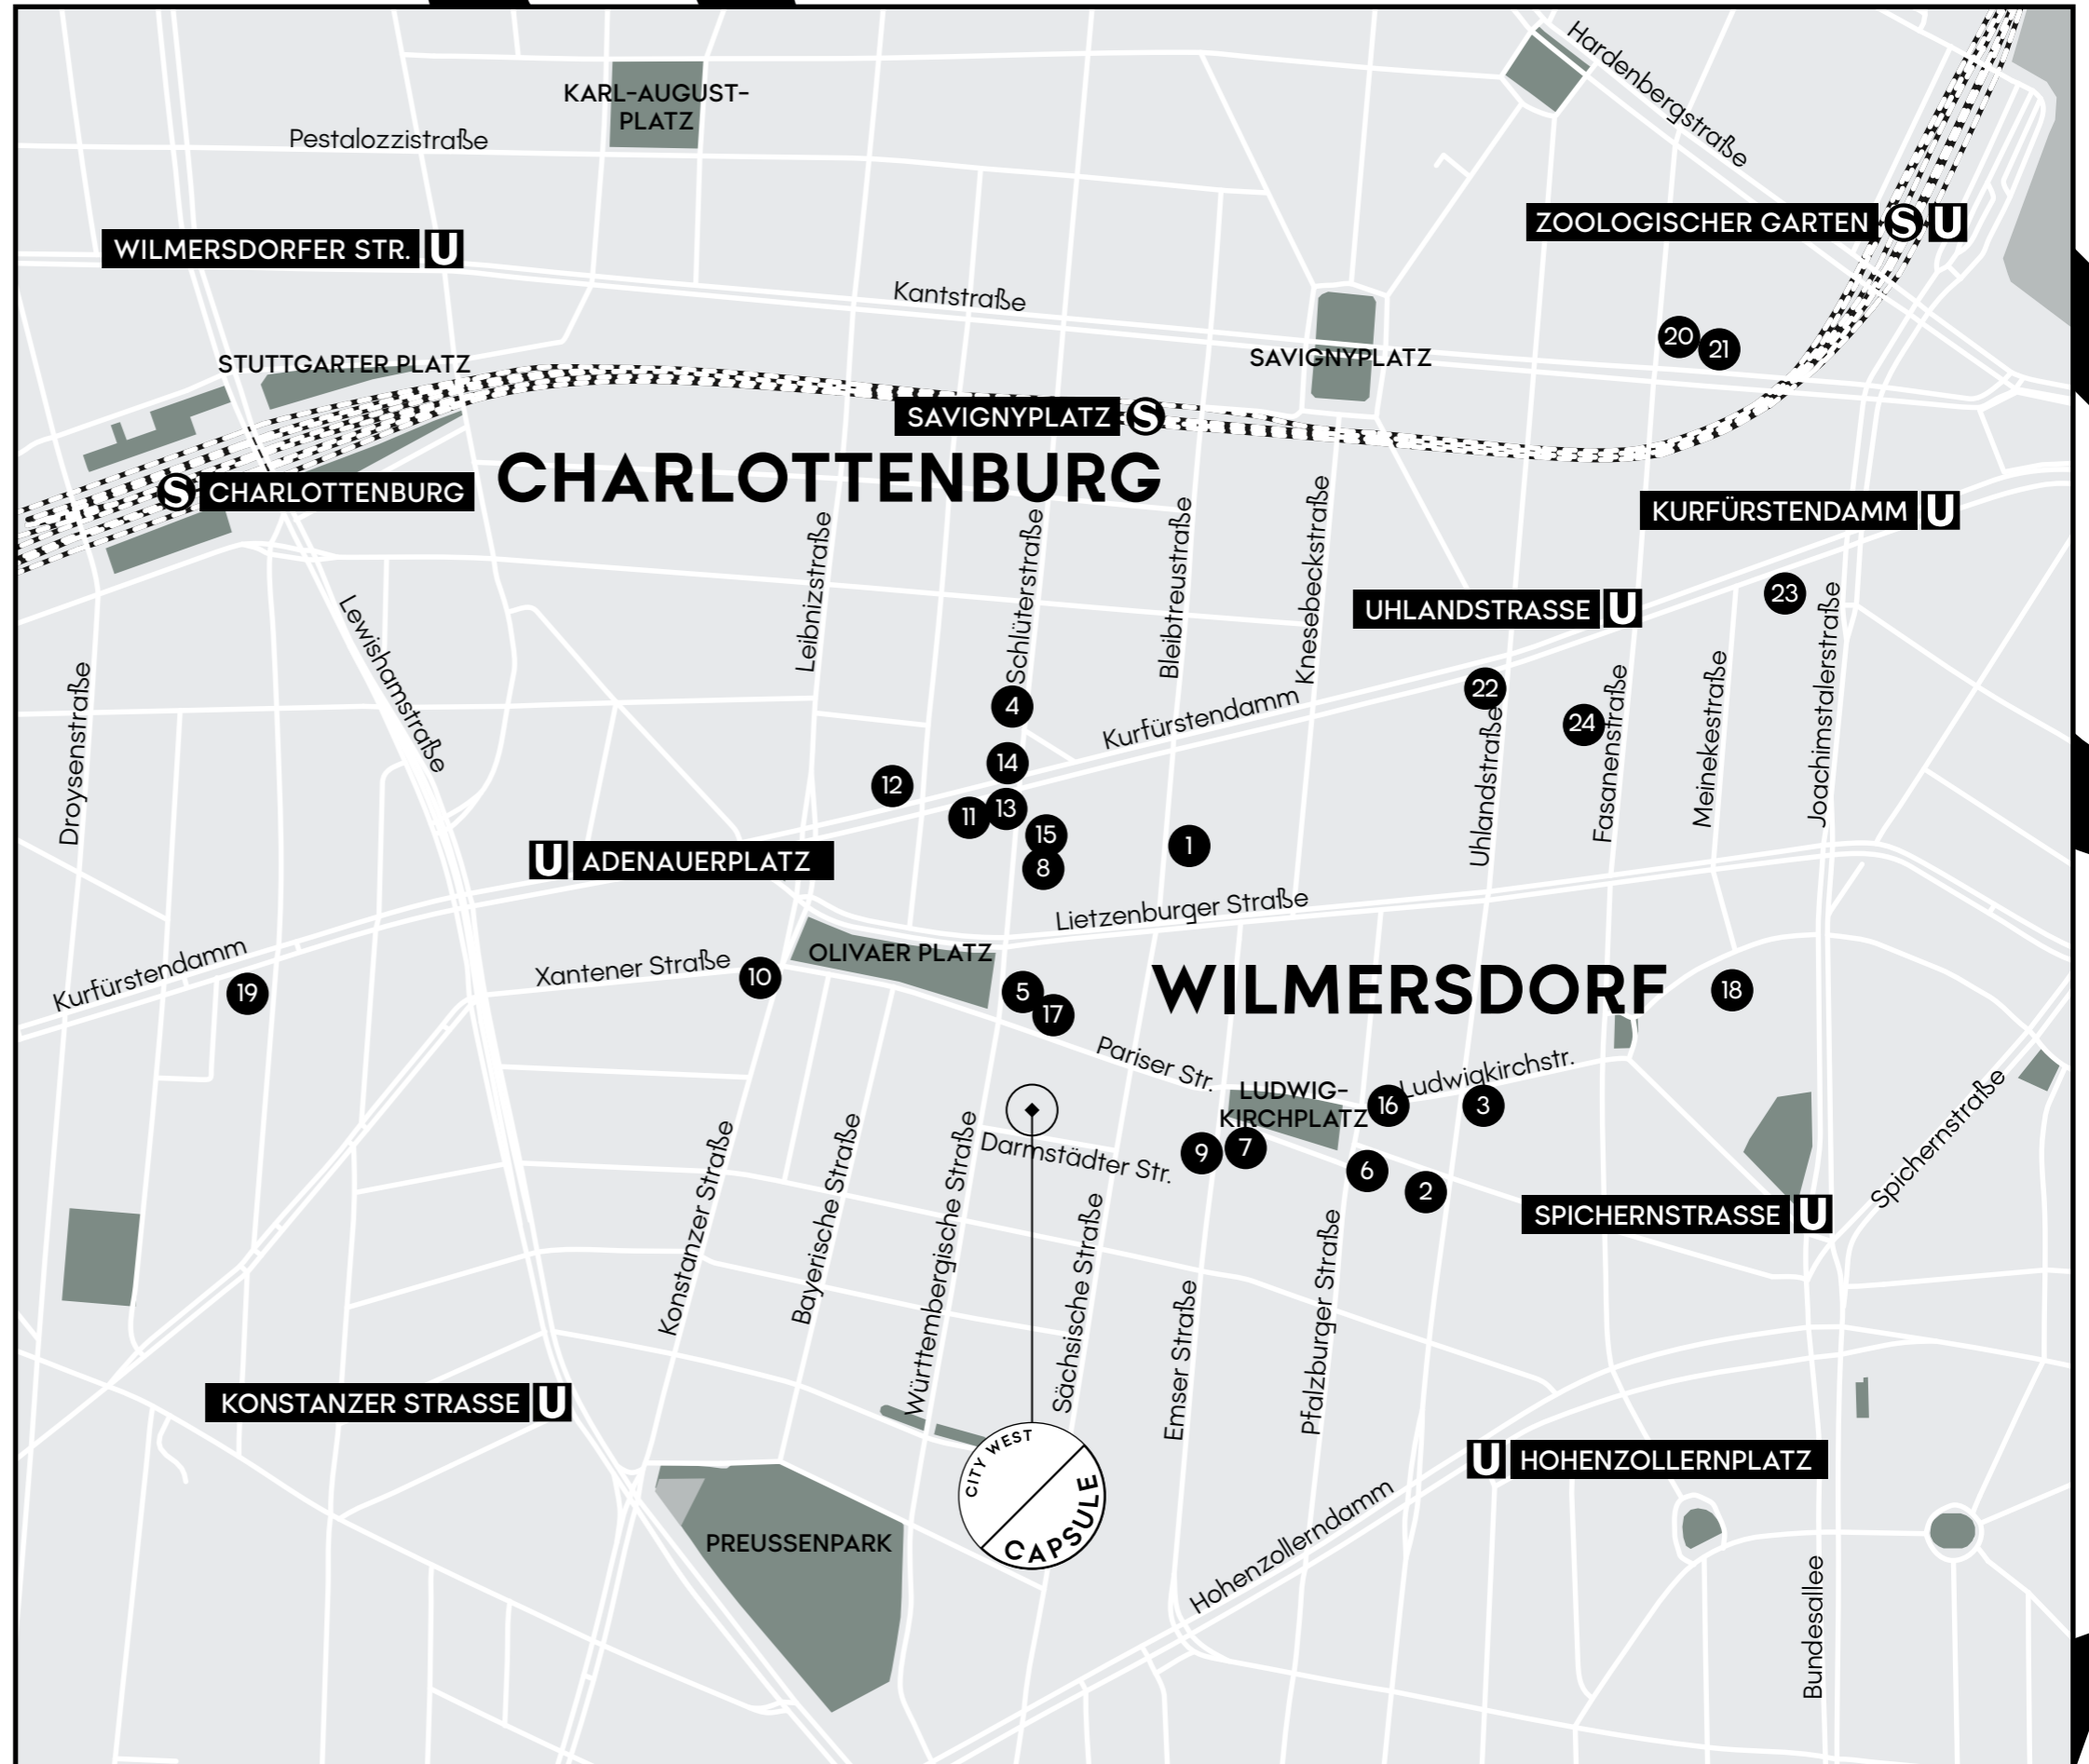 Hardenbergstraße
KARL-AUGUST-
PLATZ
Pestalozzistraße
ZOOLOGISCHER GARTEN S U
WILMERSDORFER STR. U
Kantstraße
20
21
STUTTGARTER PLATZ
SAVIGNYPLATZ
SAVIGNYPLATZ S
CHARLOTTENBURG
S CHARLOTTENBURG
KURFÜRSTENDAMM U
Leibnizstraße
Schlüterstraße
Bleibtreustraße
Knesebeckstraße
UHLANDSTRASSE U
23
Joachimstalerstraße
Lewishamstraße
Droysenstraße
4
Kurfürstendamm
22
Uhlandstraße
24
Fasanenstraße
Meinekestraße
14
12
11
13
15
8
1
U ADENAUERPLATZ
Lietzenburger Straße
Kurfürstendamm
19
Xantener Straße
10
OLIVAER PLATZ
5
17
WILMERSDORF
18
Pariser Str.
LUDWIG-
KIRCHPLATZ
16
Ludwigkirchstr.
3
Darmstädter Str.
9
7
6
2
Spichernstraße
SPICHERNSTRASSE U
Konstanzer Straße
Bayerische Straße
Württembergische Straße
Sächsische Straße
Emser Straße
Pfalzburger Straße
KONSTANZER STRASSE U
CITY WEST
CAPSULE
U HOHENZOLLERNPLATZ
PREUSSENPARK
Hohenzollerndamm
Bundesallee